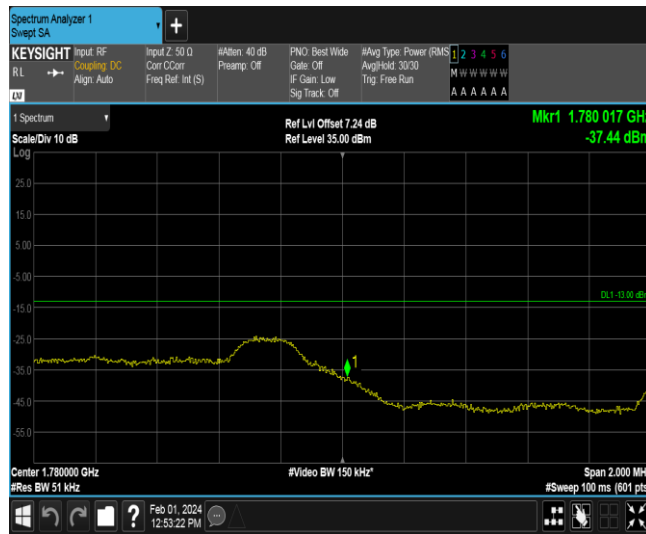 Spectrum Analyzer 1
Swept SA
+
KEYSIGHT
RL
LXI
Input: RF
Coupling: DC
Align: Auto
Input Z: 50 Ω
Corr CCorr
Freq Ref: Int (S)
#Atten: 40 dB
Preamp: Off
PNO: Best Wide
Gate: Off
IF Gain: Low
Sig Track: Off
#Avg Type: Power (RMS
Avg|Hold: 30/30
Trig: Free Run
1 2 3 4 5 6
M W W W W W
A A A A A A
1 Spectrum
Scale/Div 10 dB
Log
Ref Lvl Offset 7.24 dB
Ref Level 35.00 dBm
Mkr1 1.780 017 GH
-37.44 dBm
25.0
15.0
5.00
-5.00
-15.0
-25.0
-35.0
-45.0
-55.0
DL1 -13.00 dBm
1
Center 1.780000 GHz
#Res BW 51 kHz
#Video BW 150 kHz*
Span 2.000 MH
#Sweep 100 ms (601 pts
?
Feb 01, 2024
12:53:22 PM